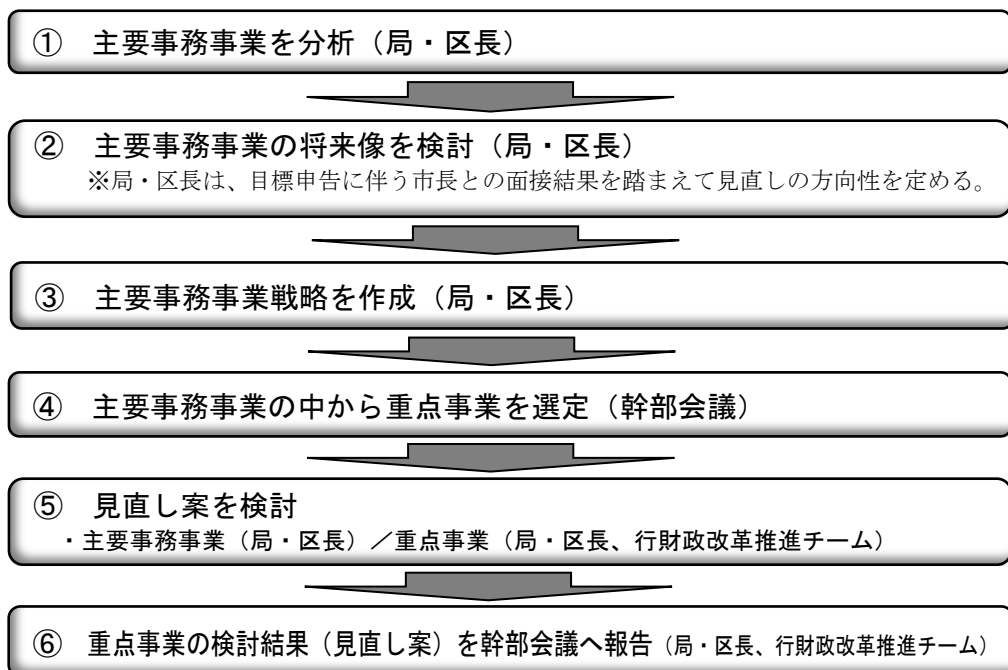 ① 主要事務事業を分析（局・区長）
② 主要事務事業の将来像を検討（局・区長）
※局・区長は、目標申告に伴う市長との面接結果を踏まえて見直しの方向性を定める。
③ 主要事務事業戦略を作成（局・区長）
④ 主要事務事業の中から重点事業を選定（幹部会議）
⑤ 見直し案を検討
・主要事務事業（局・区長）／重点事業（局・区長、行財政改革推進チーム）
⑥ 重点事業の検討結果（見直し案）を幹部会議へ報告（局・区長、行財政改革推進チーム）